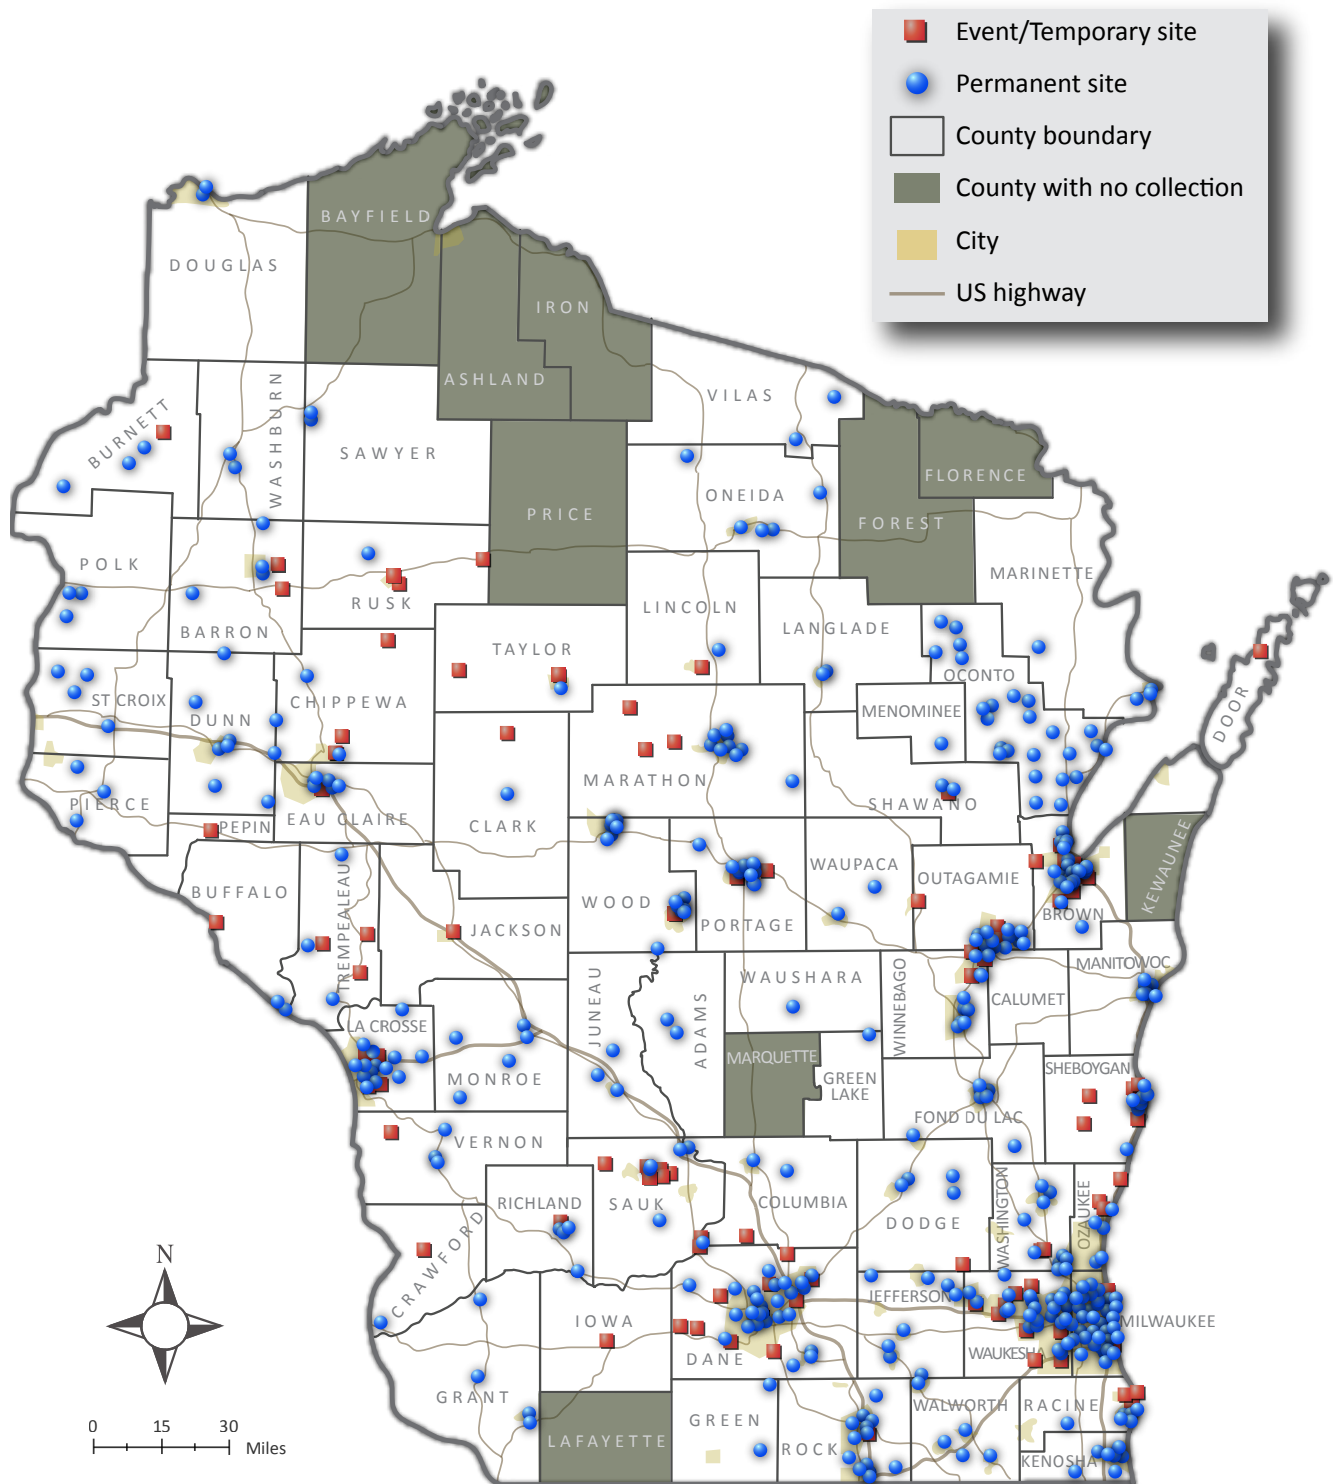 Event/Temporary site
Permanent site
County boundary
County with no collection
City
US highway
BAYFIELD
DOUGLAS
IRON
ASHLAND
VILAS
BURNETT
WASHBURN
SAWYER
FLORENCE
ONEIDA
PRICE
FOREST
POLK
MARINETTE
RUSK
LINCOLN
BARRON
LANGLADE
TAYLOR
OCONTO
ST CROIX
CHIPPEWA
MENOMINEE
DUNN
DOOR
MARATHON
PIERCE
SHAWANO
EAU CLAIRE
PEPIN
CLARK
KEWAUNEE
WAUPACA
OUTAGAMIE
BUFFALO
TREMPEALEAU
WOOD
BROWN
PORTAGE
JACKSON
MANITOWOC
WAUSHARA
WINNEBAGO
CALUMET
JUNEAU
ADAMS
LA CROSSE
MARQUETTE
SHEBOYGAN
MONROE
GREEN
LAKE
FOND DU LAC
VERNON
RICHLAND
SAUK
COLUMBIA
WASHINGTON
OZAUKEE
DODGE
CRAWFORD
N
JEFFERSON
IOWA
MILWAUKEE
WAUKESHA
DANE
GRANT
WALWORTH
RACINE
GREEN
LAFAYETTE
ROCK
KENOSHA
0 15 30
Miles